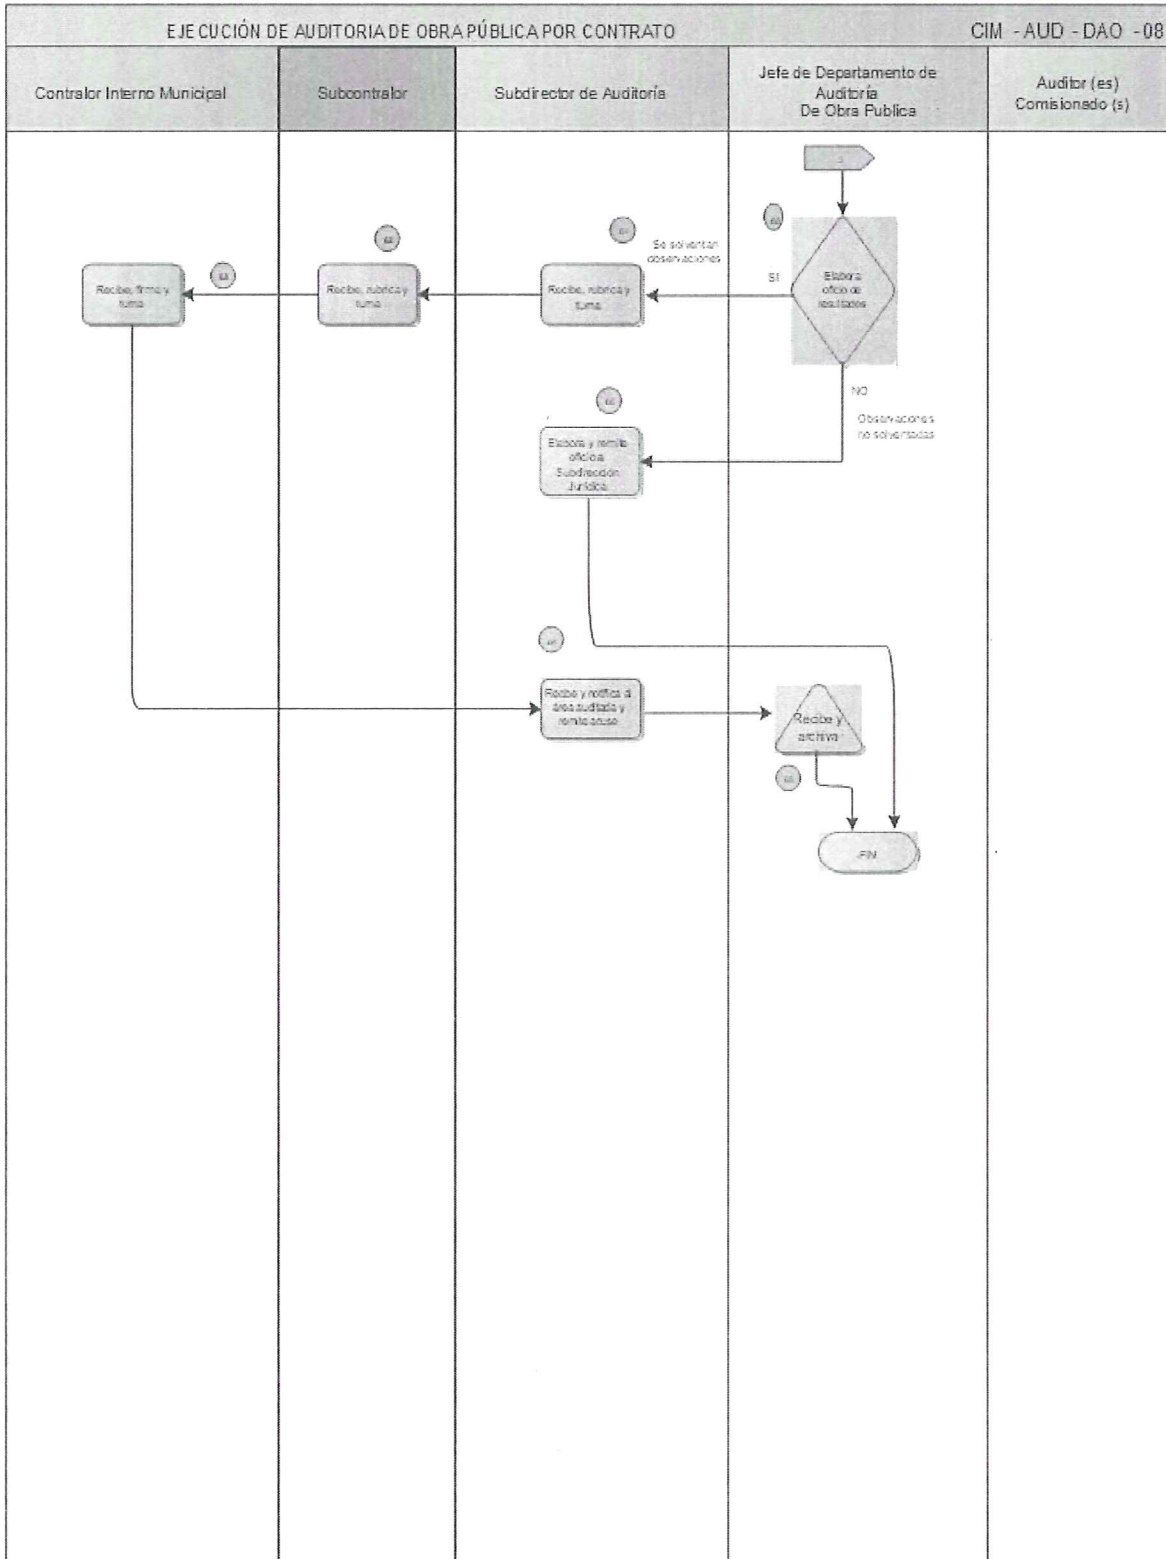 EJECUCIÓN DE AUDITORIA DE OBRA PÚBLICA POR CONTRATO
CIM - AUD - DAO - 08
Contralor Interno Municipal
Subcontralor
Subdirector de Auditoría
Jefe de Departamento de
Auditoría
De Obra Publica
Auditor (es)
Comisionado (s)
Se solventan
observaciones
SI
Elabora
oficio de
resultados
Recibe, rubrica y
turna
Recibe, rubrica y
turna
Recibe, firma y
turna
NO
Observaciones
no solventadas
Elabora y remite
oficio a
Subdirección
Jurídica
Recibe y notifica al
área auditada y
remite acuse
Recibe y
archiva
FIN